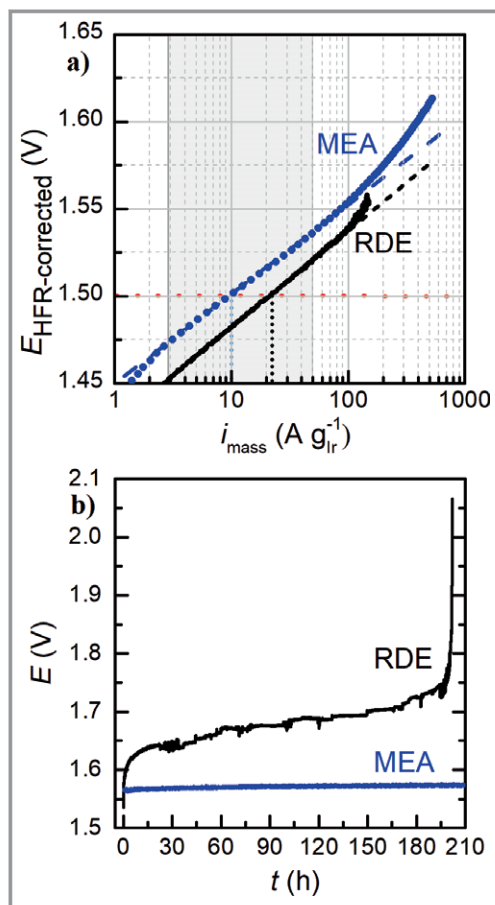 a)
1.65
1.60
1.55
1.50
1.45
E_HFR-corrected (V)
MEA
RDE
1 10 100 1000
i_mass (A g_Ir^-1)
b)
2.1
2.0
1.9
1.8
1.7
1.6
1.5
E (V)
RDE
MEA
0 30 60 90 120 150 180 210
t (h)